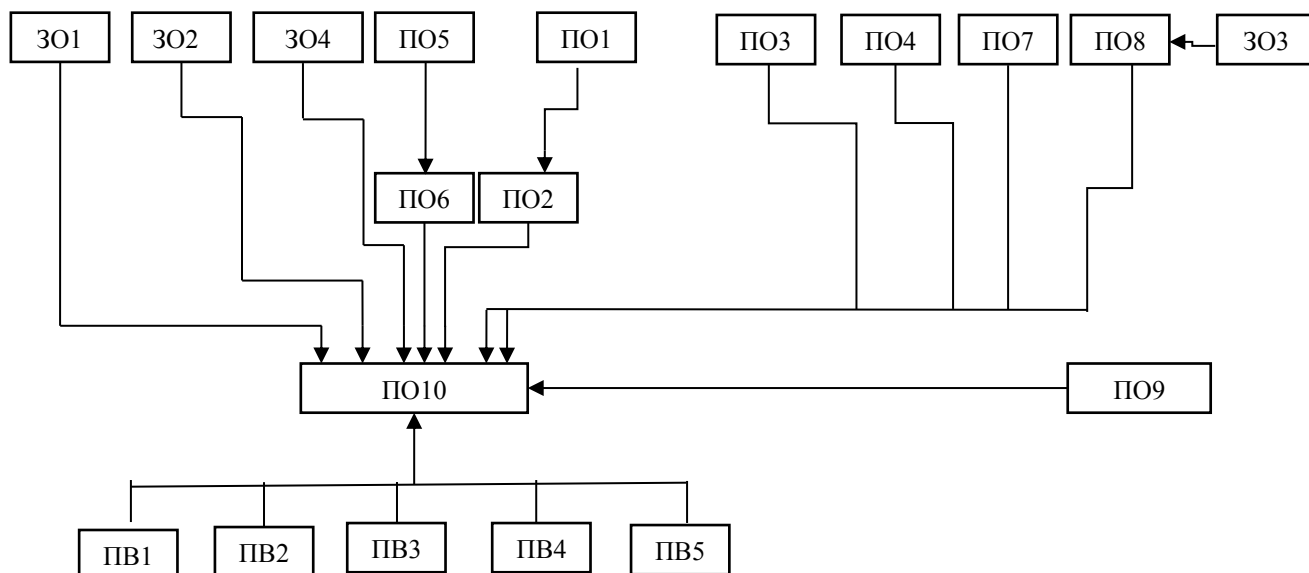 ЗО1 ЗО2 ЗО4 ПО5 ПО1 ПО3 ПО4 ПО7 ПО8 ЗО3
ПО6 ПО2
ПО10 ПО9
ПВ1 ПВ2 ПВ3 ПВ4 ПВ5